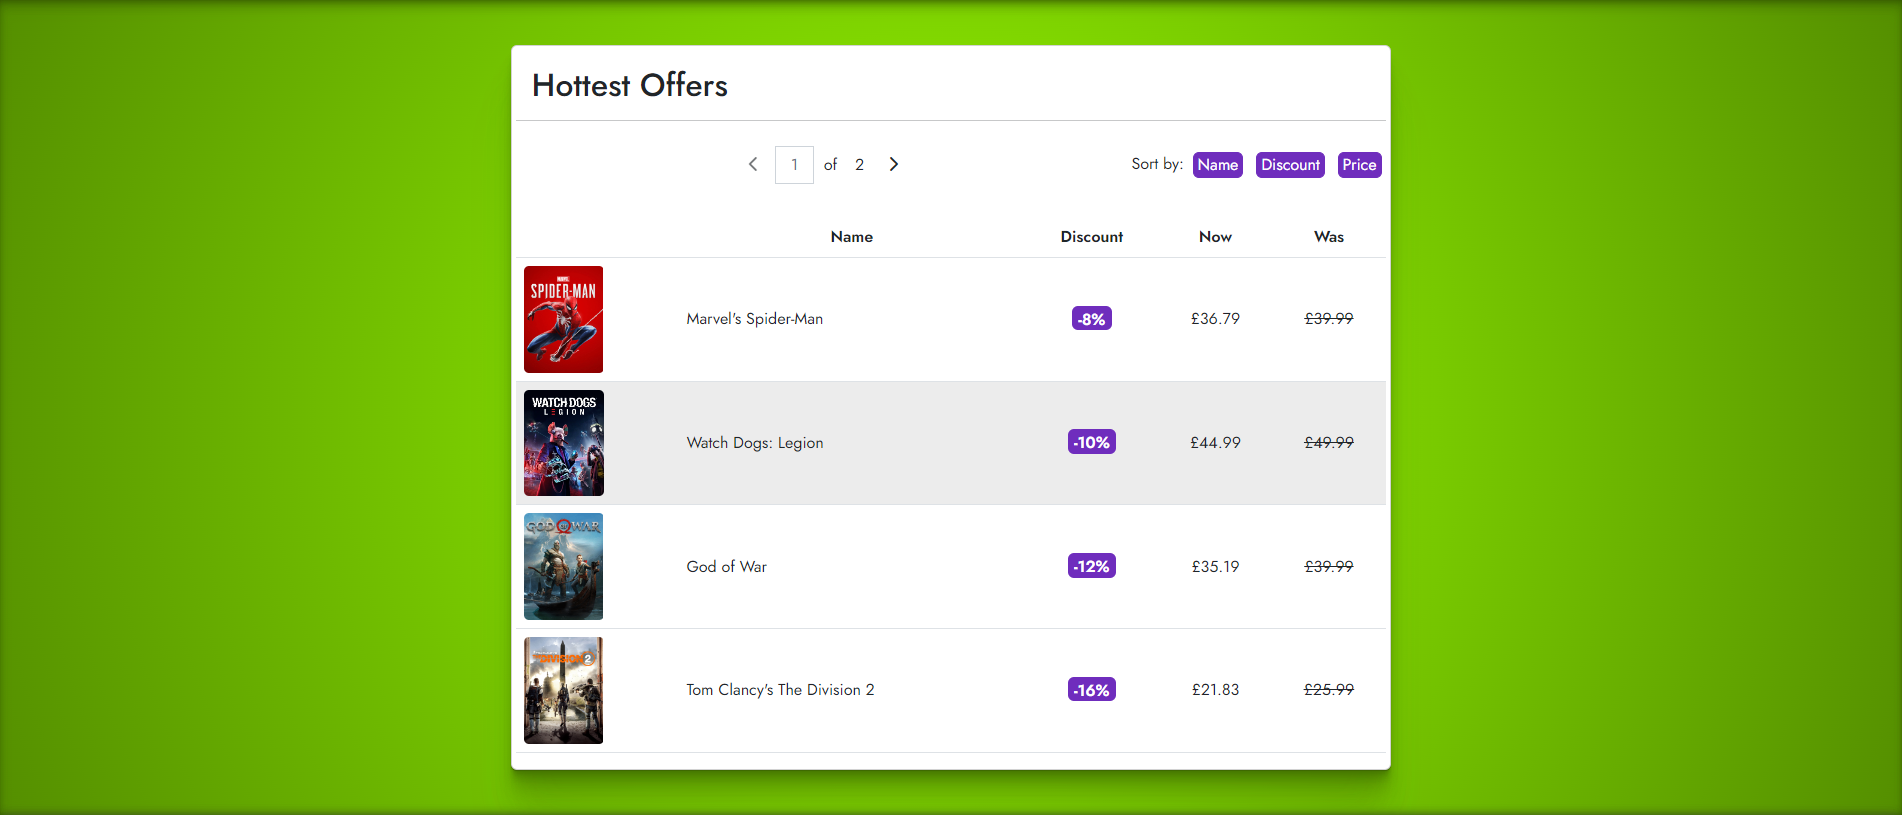 Hottest Offers
1 of 2
Sort by: Name Discount Price
Name Discount Now Was
MARVEL
SPIDER-MAN
Marvel's Spider-Man -8% £36.79 £39.99
WATCH DOGS
LEGION
Watch Dogs: Legion -10% £44.99 £49.99
GOD OF WAR
God of War -12% £35.19 £39.99
DIVISION 2
Tom Clancy's The Division 2 -16% £21.83 £25.99